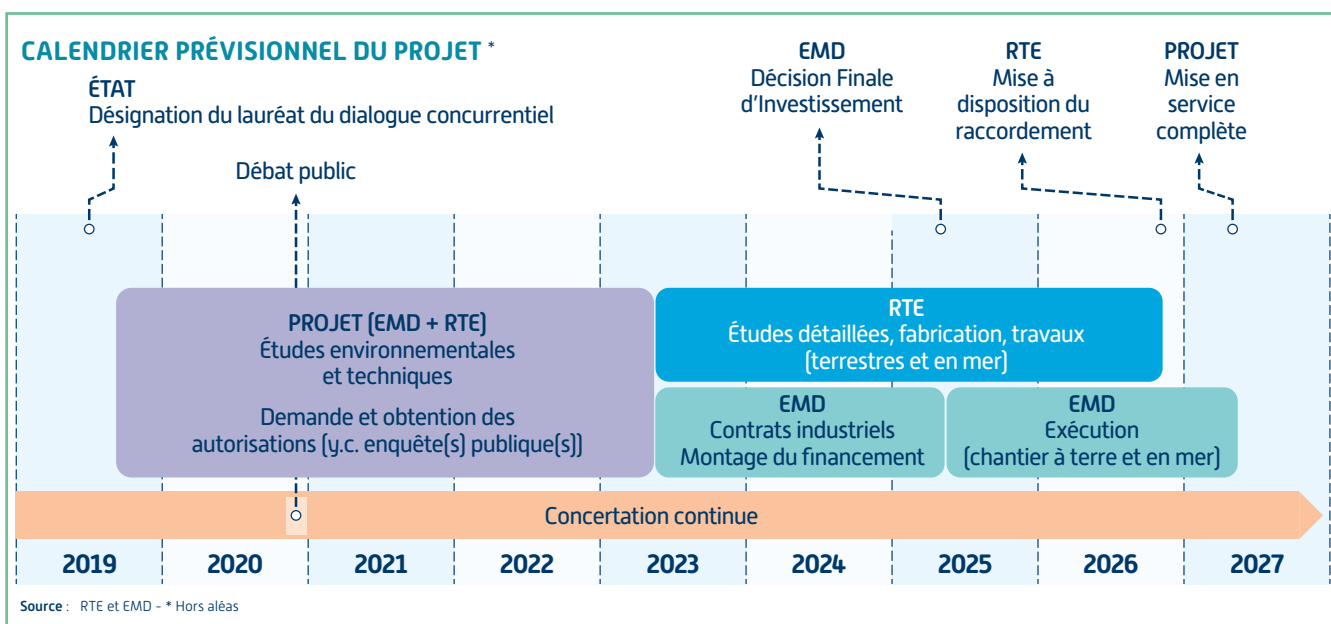 CALENDRIER PRÉVISIONNEL DU PROJET *
ÉTAT
Désignation du lauréat du dialogue concurrentiel
Débat public
EMD
Décision Finale
d'Investissement
RTE
Mise à
disposition du
raccordement
PROJET
Mise en
service
complète
PROJET (EMD + RTE)
Études environnementales
et techniques
Demande et obtention des
autorisations (y.c. enquête(s) publique(s))
RTE
Études détaillées, fabrication, travaux
(terrestres et en mer)
EMD
Contrats industriels
Montage du financement
EMD
Exécution
(chantier à terre et en mer)
Concertation continue
2019 2020 2021 2022 2023 2024 2025 2026 2027
Source : RTE et EMD - * Hors aléas